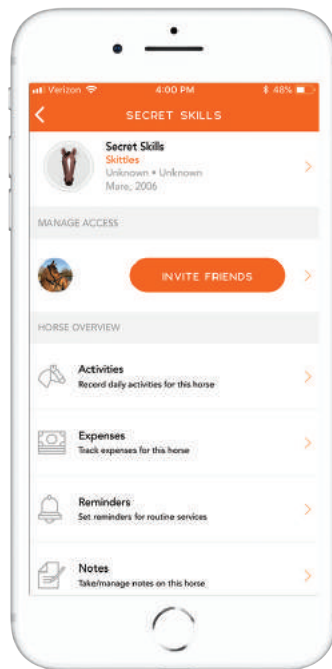 Verizon 4:00 PM 48%
SECRET SKILLS
Secret Skills
Skittles
Unknown • Unknown
Mare, 2006
MANAGE ACCESS
INVITE FRIENDS
HORSE OVERVIEW
Activities
Record daily activities for this horse
Expenses
Track expenses for this horse
Reminders
Set reminders for routine services
Notes
Take/manage notes on this horse